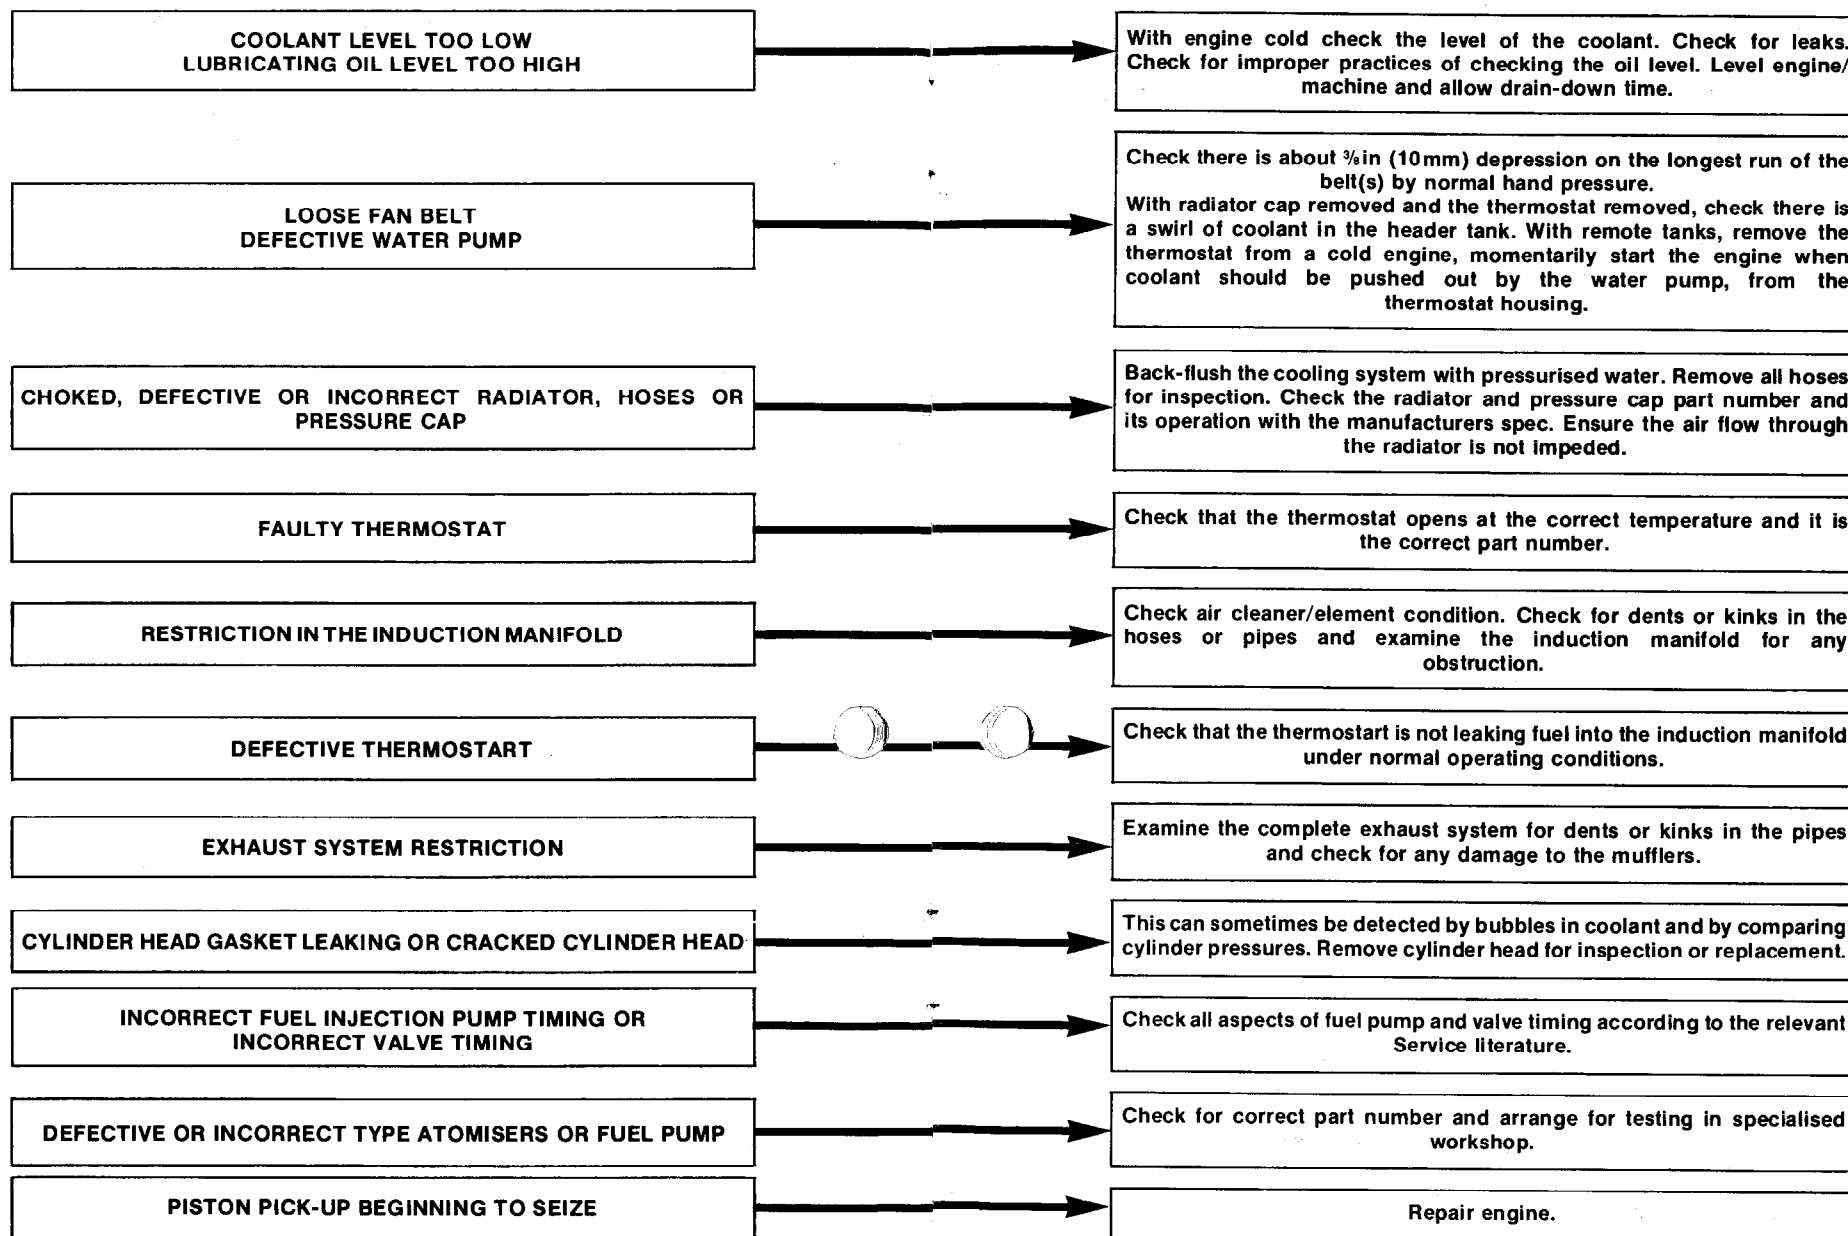 COOLANT LEVEL TOO LOW
LUBRICATING OIL LEVEL TOO HIGH
With engine cold check the level of the coolant. Check for leaks.
Check for improper practices of checking the oil level. Level engine/
machine and allow drain-down time.
LOOSE FAN BELT
DEFECTIVE WATER PUMP
Check there is about ⅜in (10mm) depression on the longest run of the
belt(s) by normal hand pressure.
With radiator cap removed and the thermostat removed, check there is
a swirl of coolant in the header tank. With remote tanks, remove the
thermostat from a cold engine, momentarily start the engine when
coolant should be pushed out by the water pump, from the
thermostat housing.
CHOKED, DEFECTIVE OR INCORRECT RADIATOR, HOSES OR
PRESSURE CAP
Back-flush the cooling system with pressurised water. Remove all hoses
for inspection. Check the radiator and pressure cap part number and
its operation with the manufacturers spec. Ensure the air flow through
the radiator is not impeded.
FAULTY THERMOSTAT
Check that the thermostat opens at the correct temperature and it is
the correct part number.
RESTRICTION IN THE INDUCTION MANIFOLD
Check air cleaner/element condition. Check for dents or kinks in the
hoses or pipes and examine the induction manifold for any
obstruction.
DEFECTIVE THERMOSTART
Check that the thermostart is not leaking fuel into the induction manifold
under normal operating conditions.
EXHAUST SYSTEM RESTRICTION
Examine the complete exhaust system for dents or kinks in the pipes
and check for any damage to the mufflers.
CYLINDER HEAD GASKET LEAKING OR CRACKED CYLINDER HEAD
This can sometimes be detected by bubbles in coolant and by comparing
cylinder pressures. Remove cylinder head for inspection or replacement.
INCORRECT FUEL INJECTION PUMP TIMING OR
INCORRECT VALVE TIMING
Check all aspects of fuel pump and valve timing according to the relevant
Service literature.
DEFECTIVE OR INCORRECT TYPE ATOMISERS OR FUEL PUMP
Check for correct part number and arrange for testing in specialised
workshop.
PISTON PICK-UP BEGINNING TO SEIZE
Repair engine.